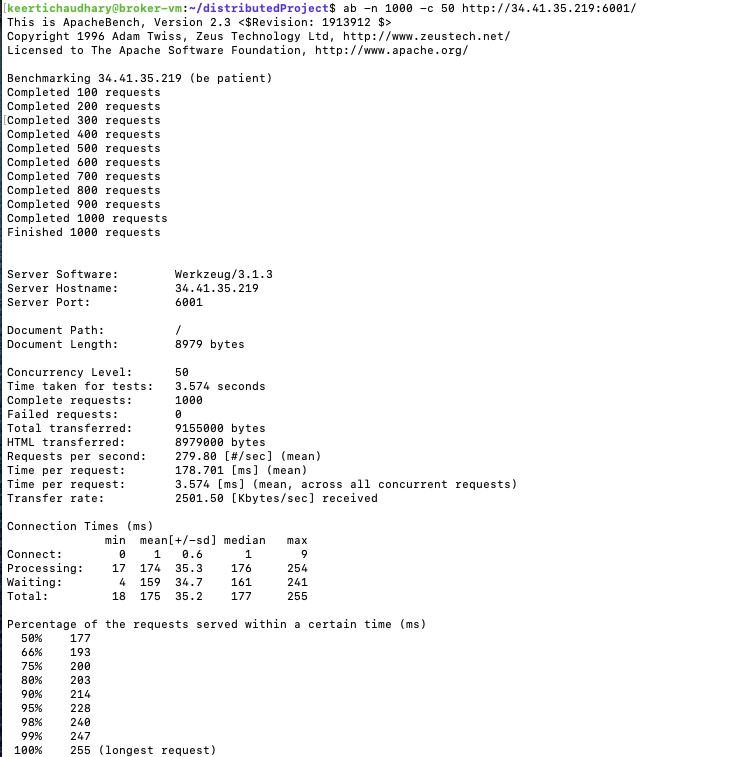 [keertichaudhary@broker-vm:~/distributedProject$ ab -n 1000 -c 50 http://34.41.35.219:6001/
This is ApacheBench, Version 2.3 <$Revision: 1913912 $>
Copyright 1996 Adam Twiss, Zeus Technology Ltd, http://www.zeustech.net/
Licensed to The Apache Software Foundation, http://www.apache.org/

Benchmarking 34.41.35.219 (be patient)
Completed 100 requests
Completed 200 requests
[Completed 300 requests
Completed 400 requests
Completed 500 requests
Completed 600 requests
Completed 700 requests
Completed 800 requests
Completed 900 requests
Completed 1000 requests
Finished 1000 requests


Server Software:        Werkzeug/3.1.3
Server Hostname:        34.41.35.219
Server Port:            6001

Document Path:          /
Document Length:        8979 bytes

Concurrency Level:      50
Time taken for tests:   3.574 seconds
Complete requests:      1000
Failed requests:        0
Total transferred:      9155000 bytes
HTML transferred:       8979000 bytes
Requests per second:    279.80 [#/sec] (mean)
Time per request:       178.701 [ms] (mean)
Time per request:       3.574 [ms] (mean, across all concurrent requests)
Transfer rate:          2501.50 [Kbytes/sec] received

Connection Times (ms)
              min  mean[+/-sd] median   max
Connect:        0    1   0.6      1       9
Processing:    17  174  35.3    176     254
Waiting:        4  159  34.7    161     241
Total:         18  175  35.2    177     255

Percentage of the requests served within a certain time (ms)
  50%    177
  66%    193
  75%    200
  80%    203
  90%    214
  95%    228
  98%    240
  99%    247
 100%    255 (longest request)